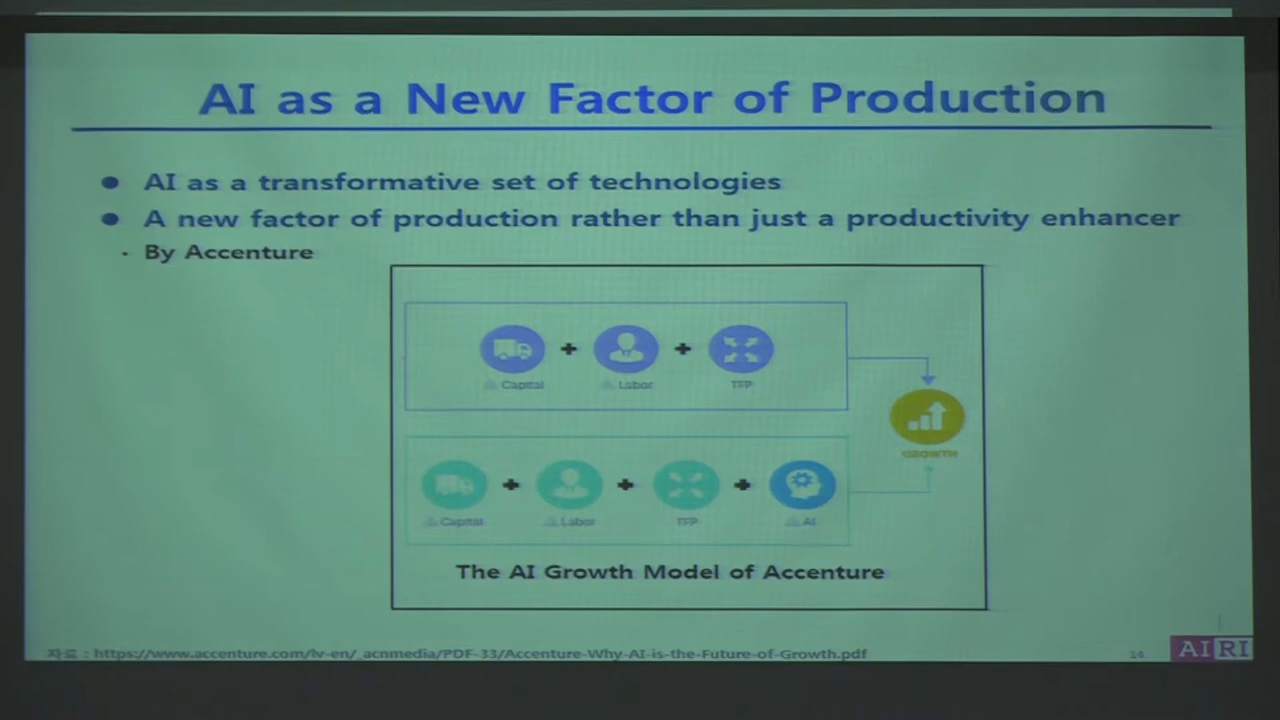 AI as a New Factor of Production
● AI as a transformative set of technologies
● A new factor of production rather than just a productivity enhancer
· By Accenture
+ +
Capital Labor TFP
GROWTH
+ + +
Capital Labor TFP AI
The AI Growth Model of Accenture
자료 : https://www.accenture.com/lv-en/_acnmedia/PDF-33/Accenture-Why-AI-is-the-Future-of-Growth.pdf
14
AIRI